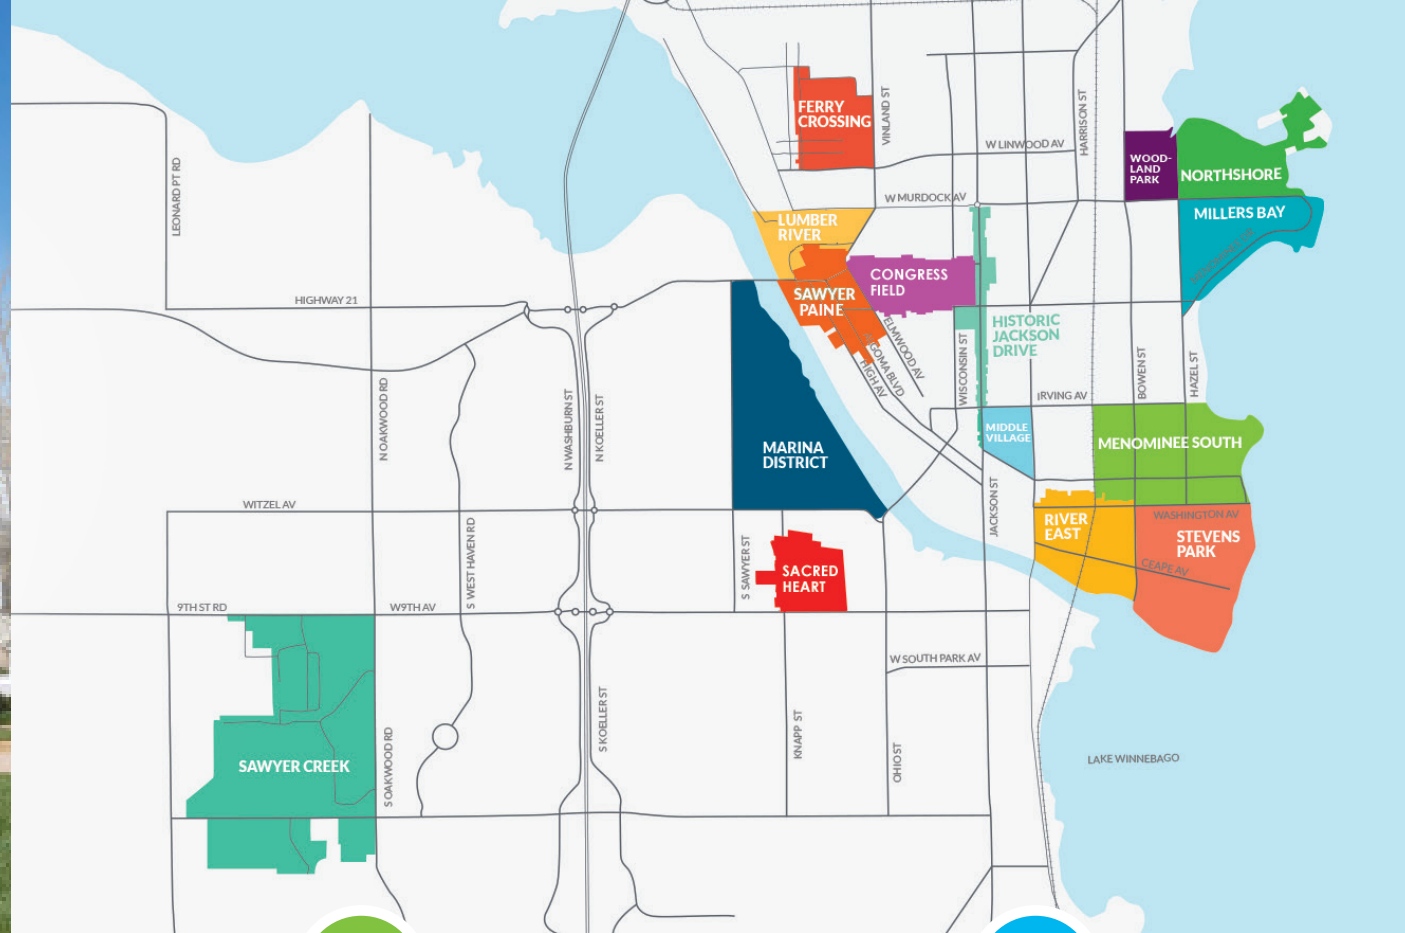 FERRY
CROSSING
VINLAND ST
HARRISON ST
W LINWOOD AV
WOOD-
LAND
PARK
NORTHSHORE
LEONARD PT RD
W MURDOCK AV
MILLERS BAY
LUMBER
RIVER
CONGRESS
FIELD
SAWYER
PAINE
HIGHWAY 21
HISTORIC
JACKSON
DRIVE
ELMWOOD AV
HIGH AV
WISCONSIN ST
BOWEN ST
HAZEL ST
IRVING AV
N OAKWOOD RD
N WASHBURN ST
N KOELLER ST
MARINA
DISTRICT
MIDDLE
VILLAGE
MENOMINEE SOUTH
WITZEL AV
JACKSON ST
WASHINGTON AV
RIVER
EAST
STEVENS
PARK
CEAPE AV
S WEST HAVEN RD
S SAWYER ST
SACRED
HEART
9TH ST RD
W 9TH AV
W SOUTH PARK AV
S KOELLER ST
KNAPP ST
OHIO ST
SAWYER CREEK
S OAKWOOD RD
LAKE WINNEBAGO